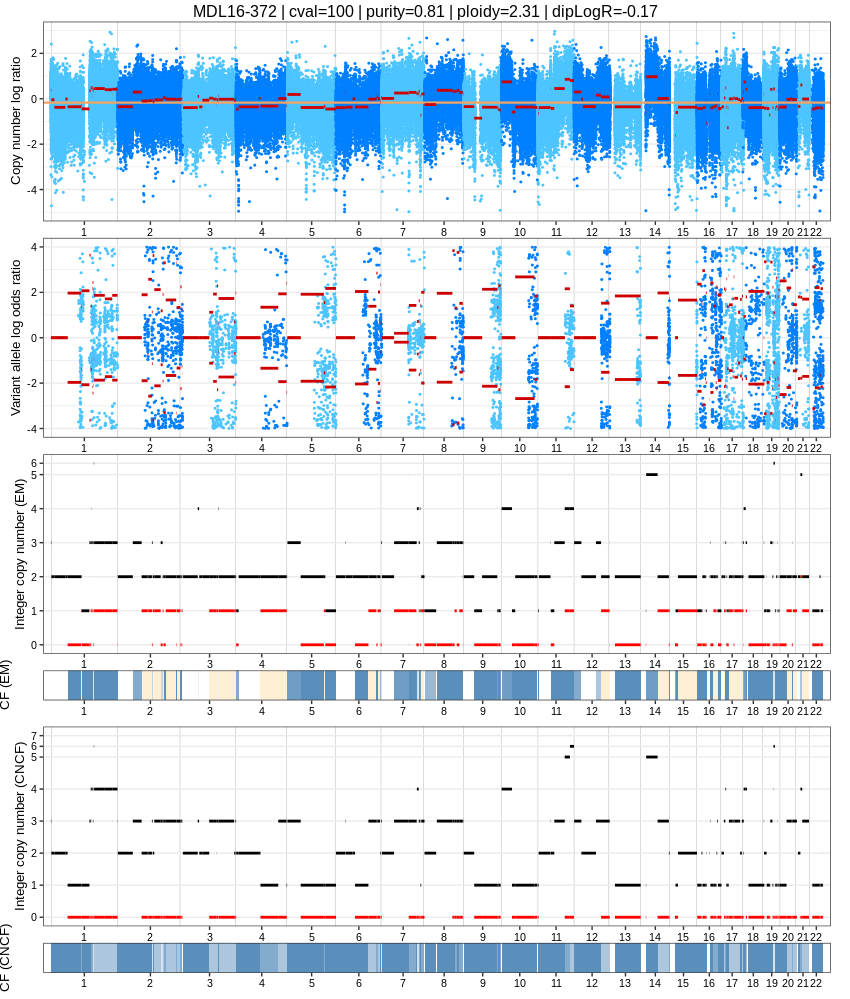 MDL16-372 | cval=100 | purity=0.81 | ploidy=2.31 | dipLogR=-0.17
Copy number log ratio
2
0
-2
-4
1 2 3 4 5 6 7 8 9 10 11 12 13 14 15 16 17 18 19 20 21 22
Variant allele log odds ratio
4
2
0
-2
-4
1 2 3 4 5 6 7 8 9 10 11 12 13 14 15 16 17 18 19 20 21 22
Integer copy number (EM)
6
5
4
3
2
1
0
1 2 3 4 5 6 7 8 9 10 11 12 13 14 15 16 17 18 19 20 21 22
CF (EM)
1 2 3 4 5 6 7 8 9 10 11 12 13 14 15 16 17 18 19 20 21 22
Integer copy number (CNCF)
7
6
5
4
3
2
1
0
1 2 3 4 5 6 7 8 9 10 11 12 13 14 15 16 17 18 19 20 21 22
CF (CNCF)
1 2 3 4 5 6 7 8 9 10 11 12 13 14 15 16 17 18 19 20 21 22